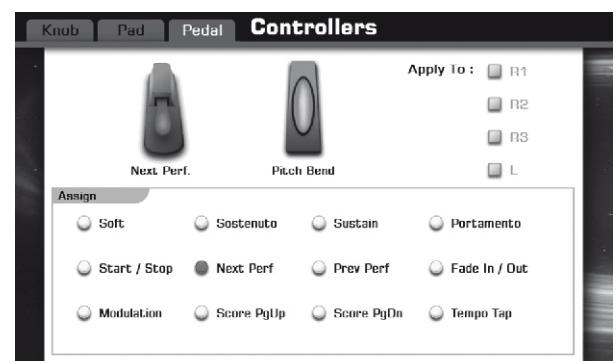 Knob Pad Pedal Controllers
Apply To : R1
R2
R3
L
Next Perf. Pitch Bend
Assign
Soft Sostenuto Sustain Portamento
Start / Stop Next Perf Prev Perf Fade In / Out
Modulation Score PgUp Score PgDn Tempo Tap